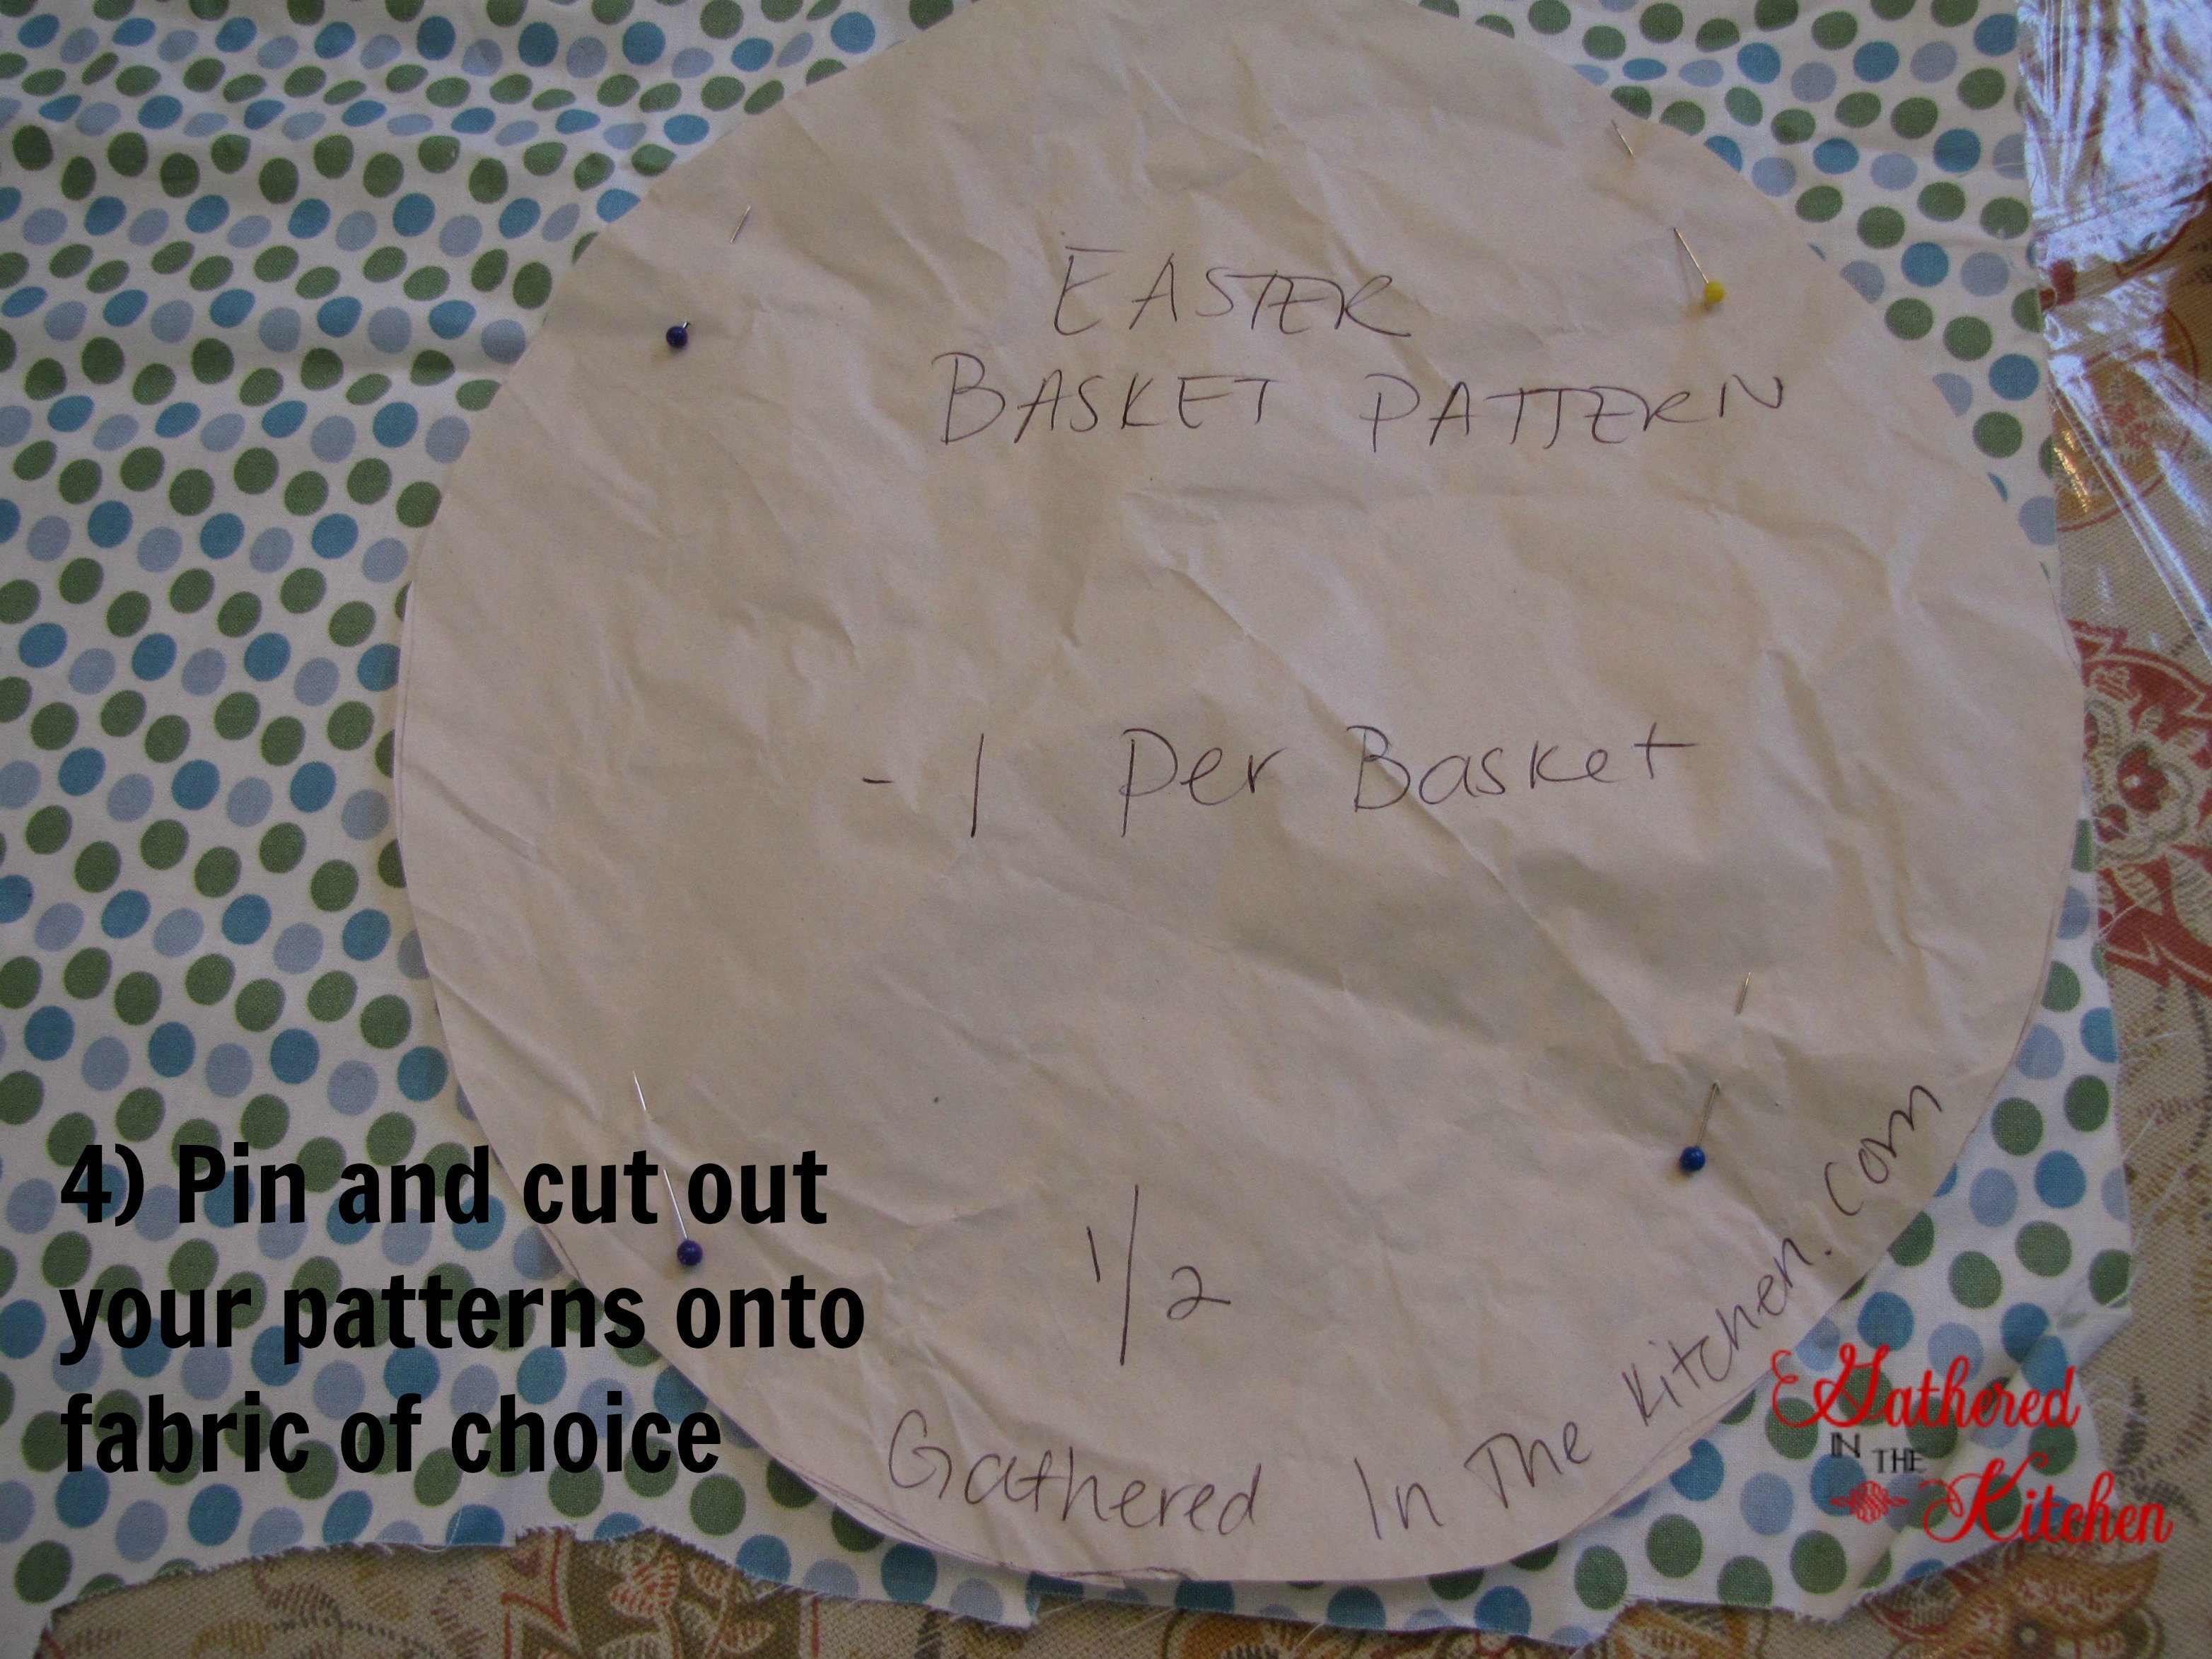 EASTER
BASKET PATTERN
- 1 Per Basket
1/2
Gathered In The Kitchen.com
4) Pin and cut out
your patterns onto
fabric of choice
Gathered
IN THE
Kitchen